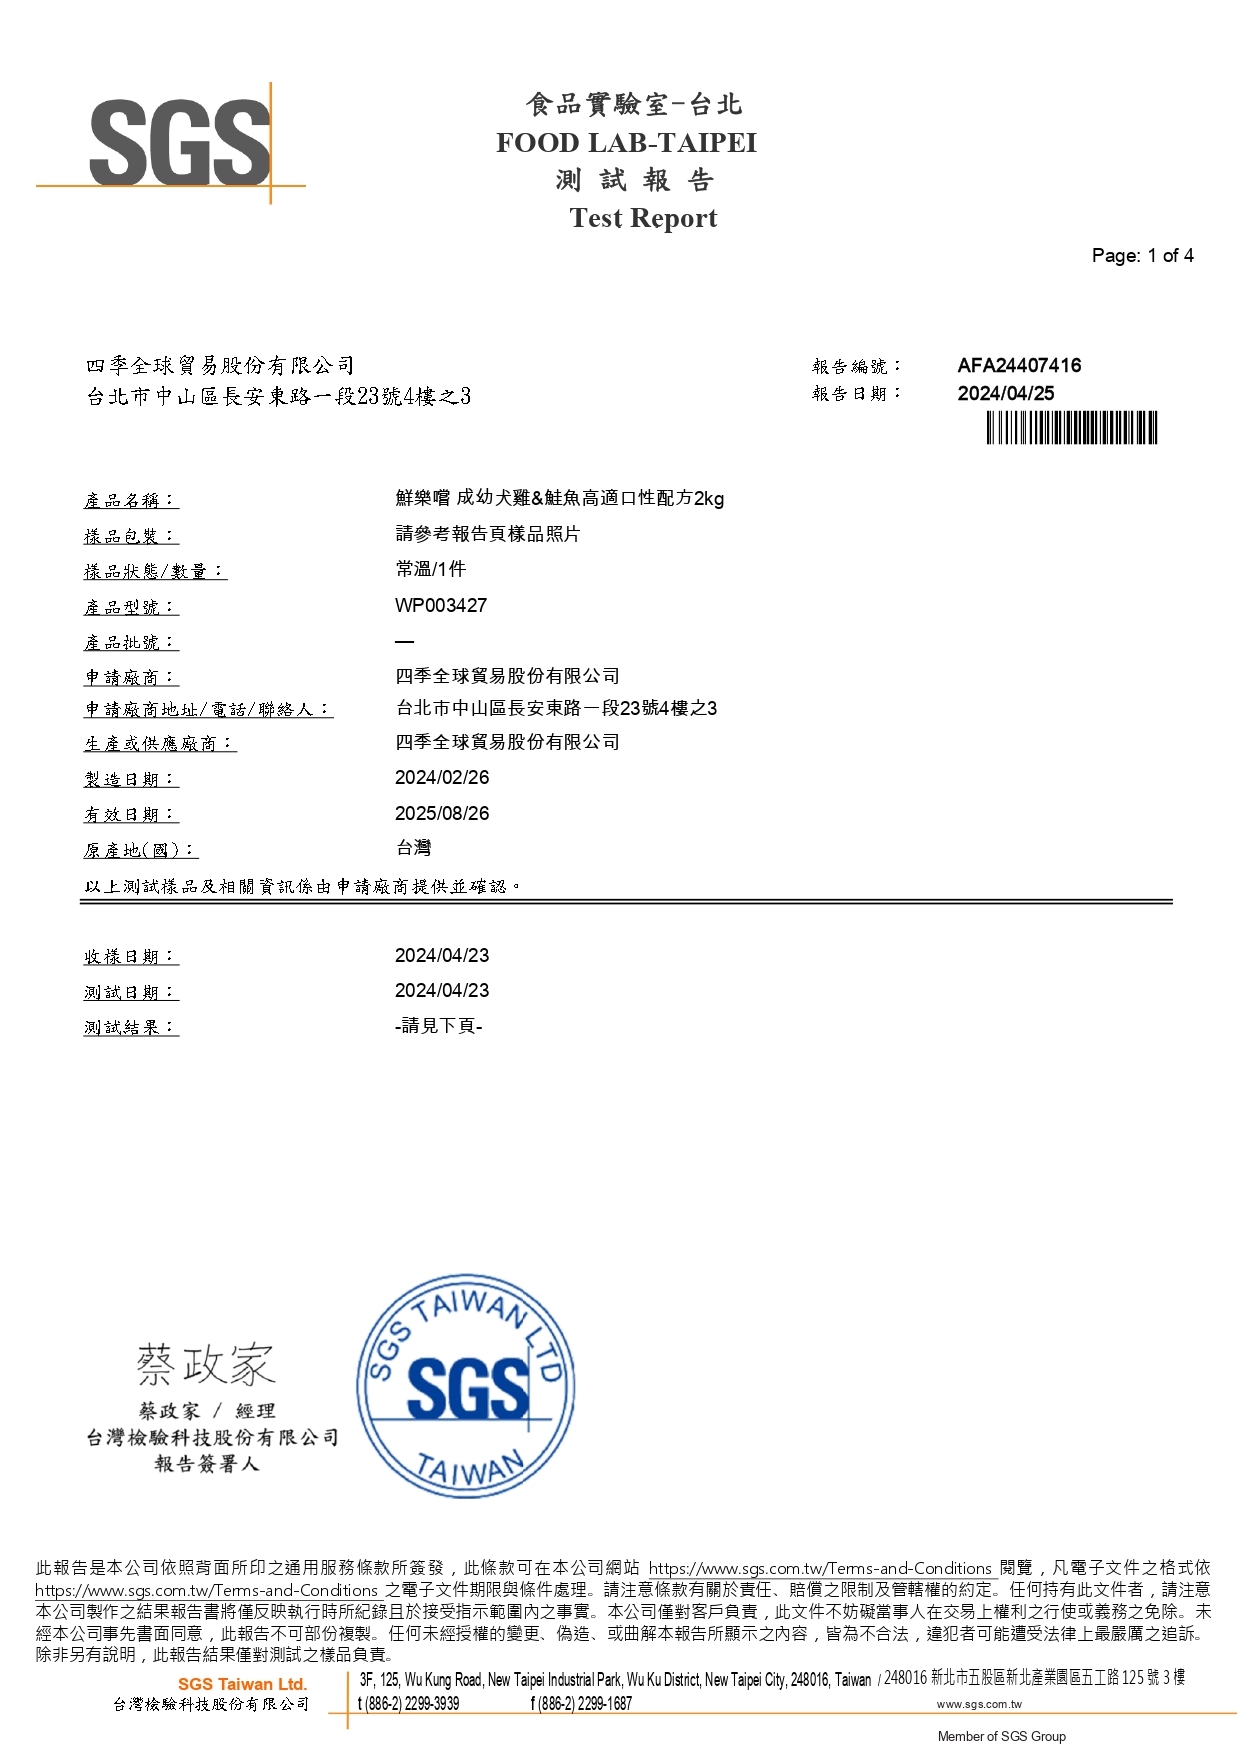 SGS
食品實驗室-台北
FOOD LAB-TAIPEI
測 試 報 告
Test Report
Page: 1 of 4
四季全球貿易股份有限公司
台北市中山區長安東路一段23號4樓之3
報告編號： AFA24407416
報告日期： 2024/04/25
產品名稱： 鮮樂嚐 成幼犬雞&鮭魚高適口性配方2kg
樣品包裝： 請參考報告頁樣品照片
樣品狀態/數量： 常溫/1件
產品型號： WP003427
產品批號： —
申請廠商： 四季全球貿易股份有限公司
申請廠商地址/電話/聯絡人： 台北市中山區長安東路一段23號4樓之3
生產或供應廠商： 四季全球貿易股份有限公司
製造日期： 2024/02/26
有效日期： 2025/08/26
原產地(國)： 台灣
以上測試樣品及相關資訊係由申請廠商提供並確認。
收樣日期： 2024/04/23
測試日期： 2024/04/23
測試結果： -請見下頁-
蔡政家
蔡政家 / 經理
台灣檢驗科技股份有限公司
報告簽署人
SGS TAIWAN LTD
SGS
TAIWAN
此報告是本公司依照背面所印之通用服務條款所簽發，此條款可在本公司網站 https://www.sgs.com.tw/Terms-and-Conditions 閱覽，凡電子文件之格式依
https://www.sgs.com.tw/Terms-and-Conditions 之電子文件期限與條件處理。請注意條款有關於責任、賠償之限制及管轄權的約定。任何持有此文件者，請注意
本公司製作之結果報告書將僅反映執行時所紀錄且於接受指示範圍內之事實。本公司僅對客戶負責，此文件不妨礙當事人在交易上權利之行使或義務之免除。未
經本公司事先書面同意，此報告不可部份複製。任何未經授權的變更、偽造、或曲解本報告所顯示之內容，皆為不合法，違犯者可能遭受法律上最嚴厲之追訴。
除非另有說明，此報告結果僅對測試之樣品負責。
SGS Taiwan Ltd.
台灣檢驗科技股份有限公司
3F, 125, Wu Kung Road, New Taipei Industrial Park, Wu Ku District, New Taipei City, 248016, Taiwan / 248016 新北市五股區新北產業園區五工路 125 號 3 樓
t (886-2) 2299-3939 f (886-2) 2299-1687 www.sgs.com.tw
Member of SGS Group